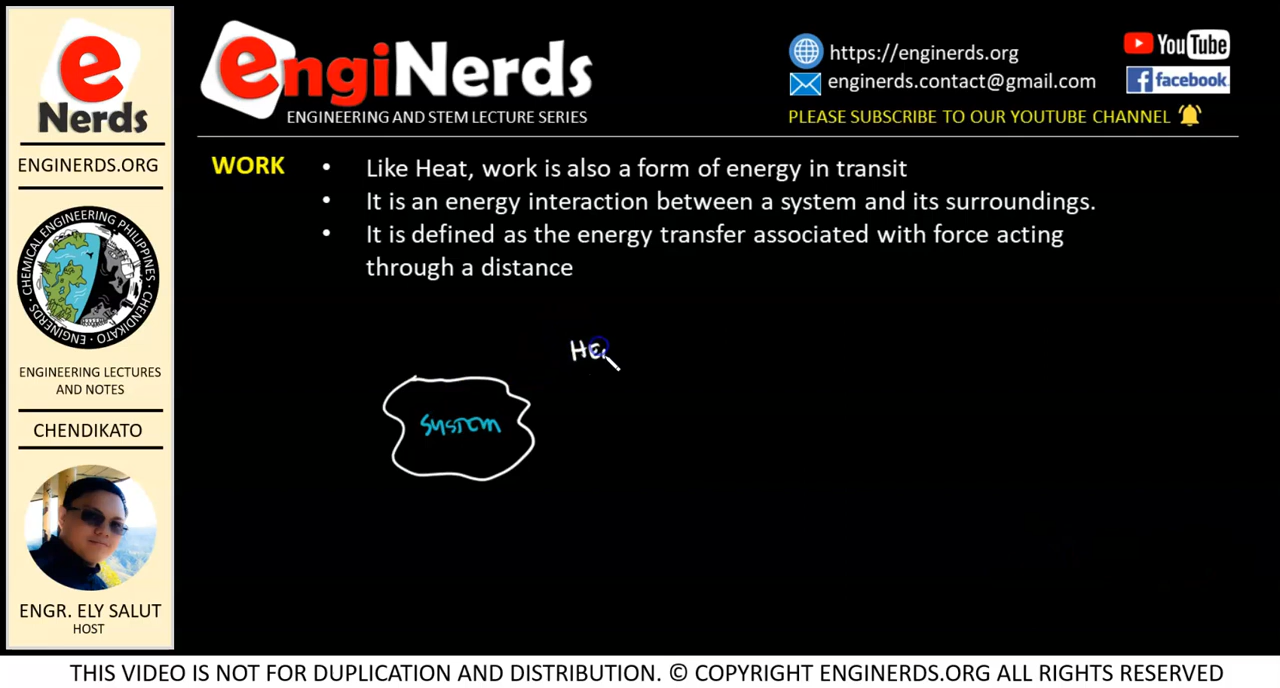 e
Nerds
ENGINERDS.ORG
CHEMICAL ENGINEERING PHILIPPINES
CHENDIKATO - ENGINERDS
ENGINEERING LECTURES
AND NOTES
CHENDIKATO
ENGR. ELY SALUT
HOST
engiNerds
ENGINEERING AND STEM LECTURE SERIES
https://enginerds.org
enginerds.contact@gmail.com
YouTube
facebook
PLEASE SUBSCRIBE TO OUR YOUTUBE CHANNEL
WORK
• Like Heat, work is also a form of energy in transit
• It is an energy interaction between a system and its surroundings.
• It is defined as the energy transfer associated with force acting
through a distance
HE
SYSTEM
THIS VIDEO IS NOT FOR DUPLICATION AND DISTRIBUTION. © COPYRIGHT ENGINERDS.ORG ALL RIGHTS RESERVED